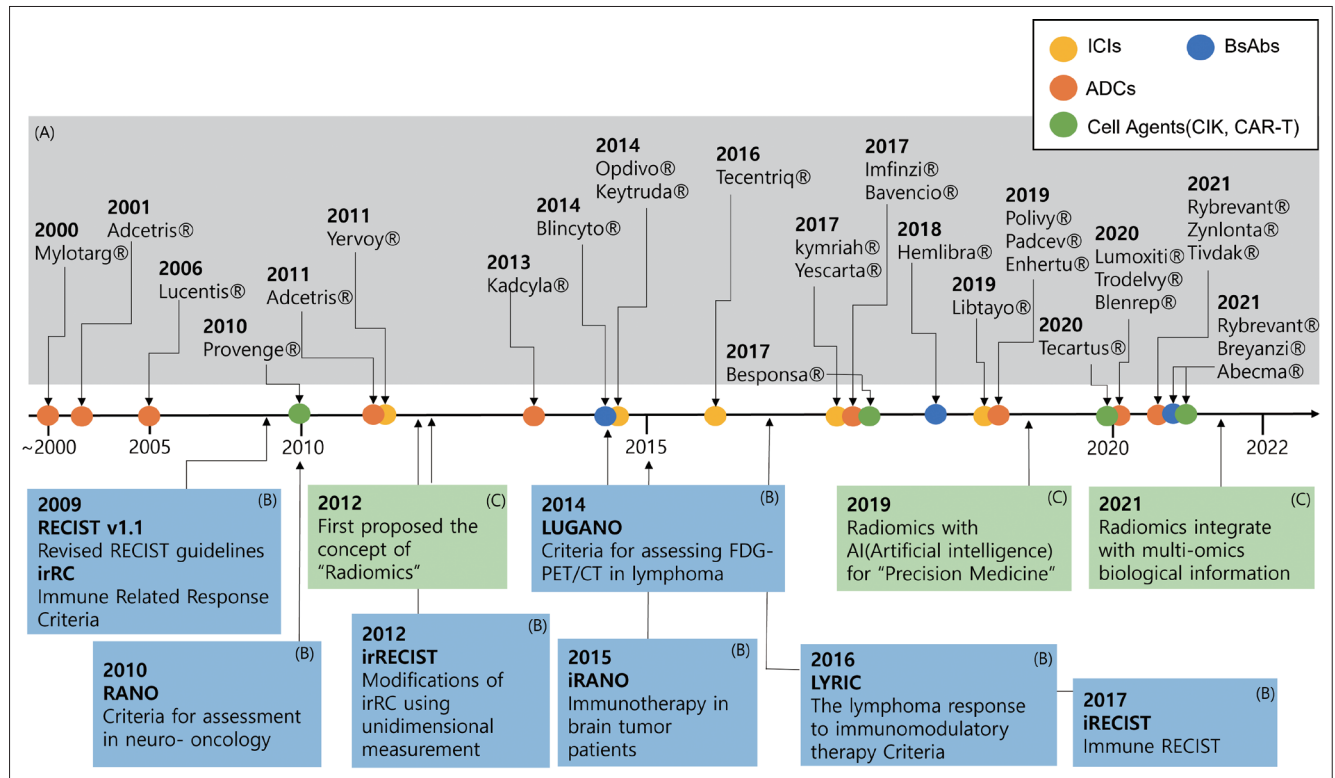 ICIs
BsAbs
ADCs
Cell Agents(CIK, CAR-T)
(A)
2000
Mylotarg®
2001
Adcetris®
2006
Lucentis®
2010
Provenge®
2011
Adcetris®
2011
Yervoy®
2013
Kadcyla®
2014
Blincyto®
2014
Opdivo®
Keytruda®
2016
Tecentriq®
2017
Besponsa®
2017
kymriah®
Yescarta®
2017
Imfinzi®
Bavencio®
2018
Hemlibra®
2019
Libtayo®
2019
Polivy®
Padcev®
Enhertu®
2020
Tecartus®
2020
Lumoxiti®
Trodelvy®
Blenrep®
2021
Rybrevant®
Zynlonta®
Tivdak®
2021
Rybrevant®
Breyanzi®
Abecma®
~2000
2005
2010
2015
2020
2022
(B)
2009
RECIST v1.1
Revised RECIST guidelines
irRC
Immune Related Response
Criteria
(B)
2010
RANO
Criteria for assessment
in neuro- oncology
(C)
2012
First proposed the
concept of
“Radiomics”
(B)
2012
irRECIST
Modifications of
irRC using
unidimensional
measurement
(B)
2014
LUGANO
Criteria for assessing FDG-
PET/CT in lymphoma
(B)
2015
iRANO
Immunotherapy in
brain tumor
patients
(B)
2016
LYRIC
The lymphoma response
to immunomodulatory
therapy Criteria
(B)
2017
iRECIST
Immune RECIST
(C)
2019
Radiomics with
AI(Artificial intelligence)
for “Precision Medicine”
(C)
2021
Radiomics integrate
with multi-omics
biological information